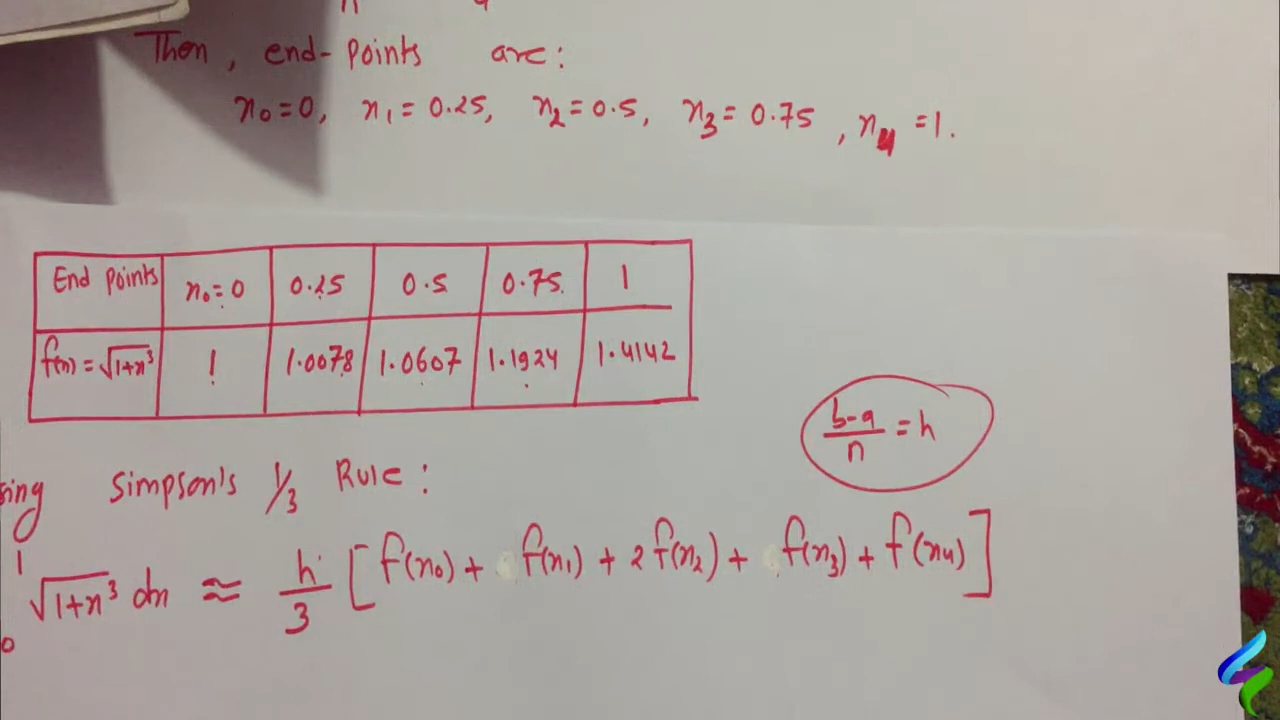 Then, end-points are:
x₀=0, x₁=0.25, x₂=0.5, x₃=0.75, x₄=1.
End points x₀=0 0.25 0.5 0.75. 1
f(x)=√1+x³ 1 1.0078 1.0607 1.1924 1.4142
b-a/n = h
sing Simpson's 1/3 Rule:
1
√1+x³ dx ≈ h/3 [f(x₀) + f(x₁) + 2f(x₂) + f(x₃) + f(x₄)]
0